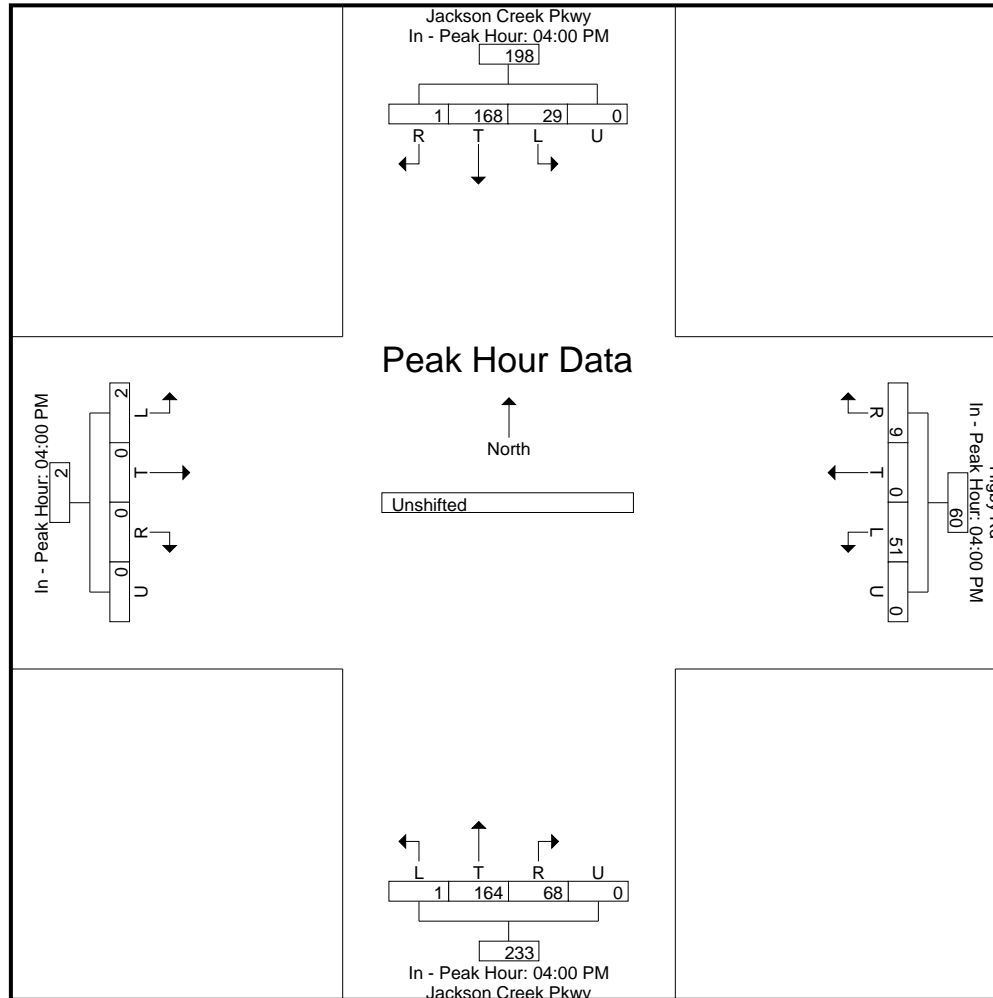 Jackson Creek Pkwy
In - Peak Hour: 04:00 PM
198
1 168 29 0
R T L U
Peak Hour Data
North
Unshifted
In - Peak Hour: 04:00 PM
2
2 0 0 0
L T R U
R T L U
9 0 51 0
60
In - Peak Hour: 04:00 PM
L T R U
1 164 68 0
233
In - Peak Hour: 04:00 PM
Jackson Creek Pkwy